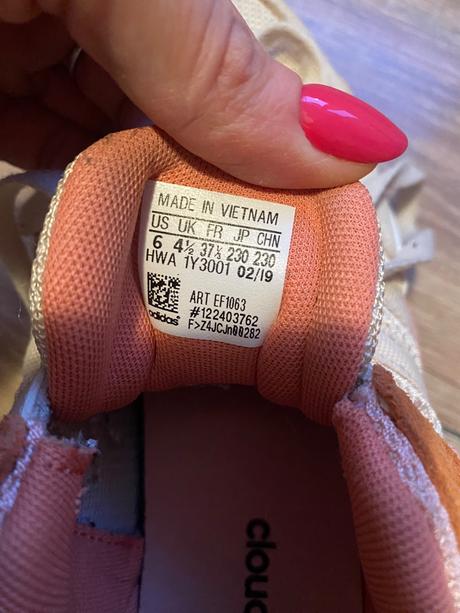 MADE IN VIETNAM
US UK FR JP CHN
6 4½ 37⅓ 230 230
HWA 1Y3001 02/19
ART EF1063
#122403762
adidas F>Z4JCJn00282
cloud